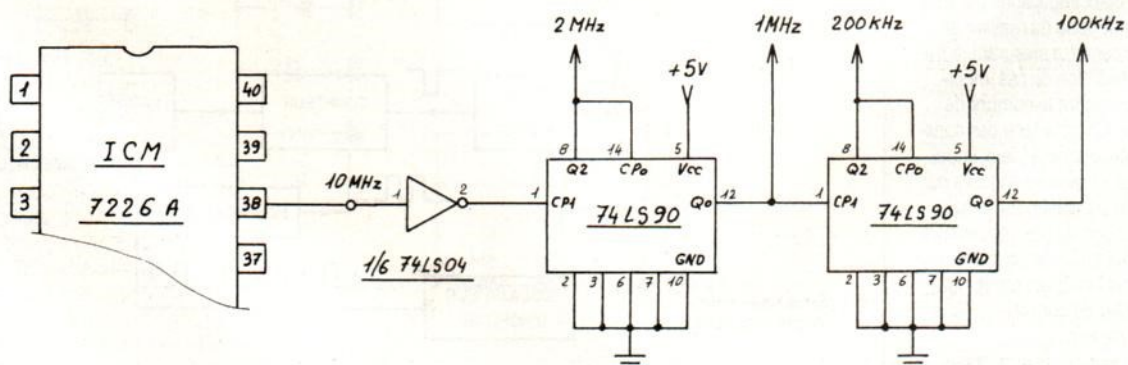 2 MHz 1MHz 200KHz 100KHz
+5V +5V
1 40
2 ICM 39
3 7226 A 38
37
10MHz
1 2
1/6 74LS04
8 14 5
Q2 CPo Vcc
1 CP1 74LS90 Qo 12
GND
2 3 6 7 10
8 14 5
Q2 CPo Vcc
1 CP1 74LS90 Qo 12
GND
2 3 6 7 10